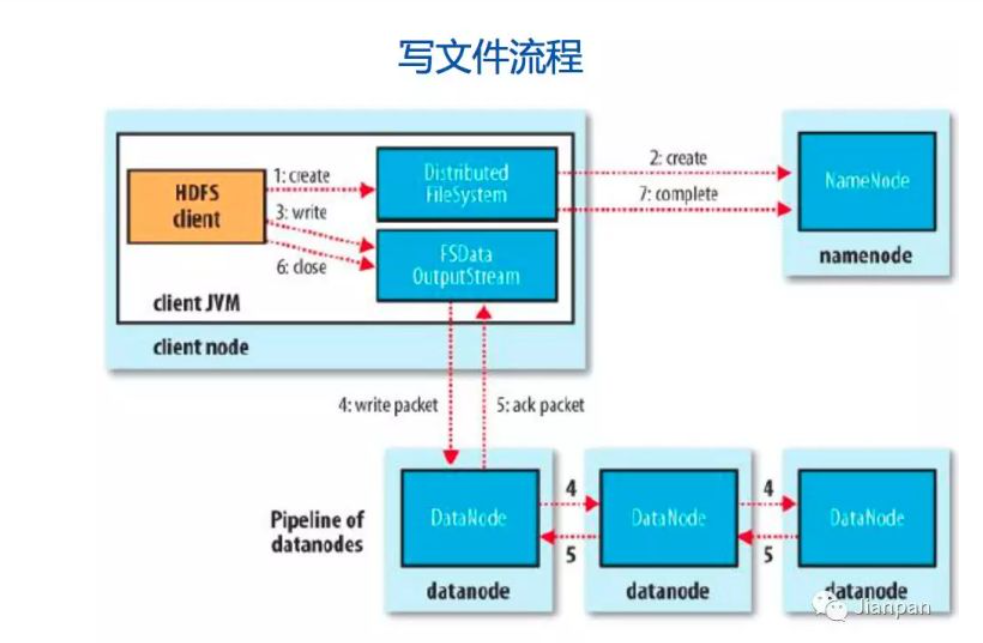 写文件流程
HDFS
client
1: create
3: write
6: close
Distributed
FileSystem
FSData
OutputStream
2: create
7: complete
NameNode
namenode
client JVM
client node
4: write packet
5: ack packet
Pipeline of
datanodes
DataNode
4
5
DataNode
4
5
DataNode
datanode
datanode
datanode
Jianpan